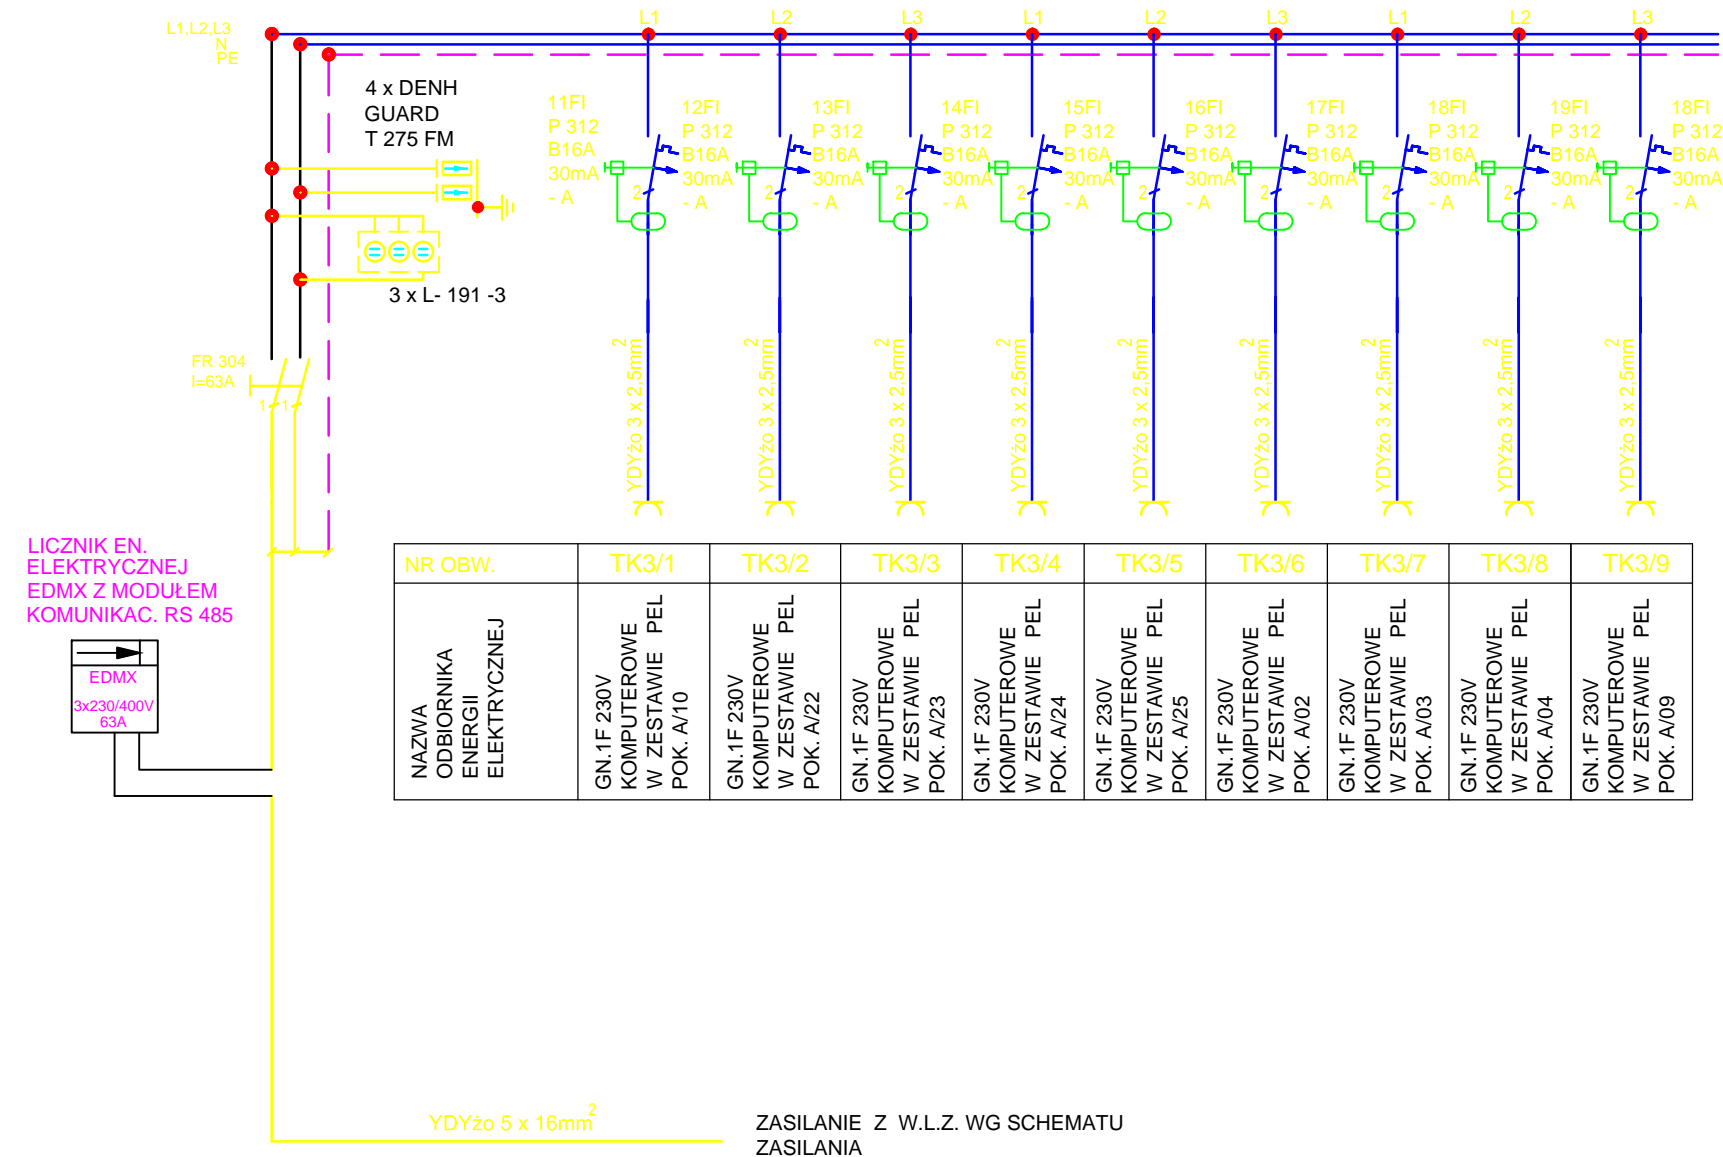 L1,L2,L3
N
PE
L1
L2
L3
L1
L2
L3
L1
L2
L3
4 x DENH
GUARD
T 275 FM
11FI
P 312
B16A
30mA
- A
2
12FI
P 312
B16A
30mA
- A
2
13FI
P 312
B16A
30mA
- A
2
14FI
P 312
B16A
30mA
- A
2
15FI
P 312
B16A
30mA
- A
2
16FI
P 312
B16A
30mA
- A
2
17FI
P 312
B16A
30mA
- A
2
18FI
P 312
B16A
30mA
- A
2
19FI
P 312
B16A
30mA
- A
2
18FI
P 312
B16A
30mA
- A
3 x L- 191 -3
FR 304
I=63A
1 1
YDYżo 3 x 2,5mm2
YDYżo 3 x 2,5mm2
YDYżo 3 x 2,5mm2
YDYżo 3 x 2,5mm2
YDYżo 3 x 2,5mm2
YDYżo 3 x 2,5mm2
YDYżo 3 x 2,5mm2
YDYżo 3 x 2,5mm2
YDYżo 3 x 2,5mm2
LICZNIK EN.
ELEKTRYCZNEJ
EDMX Z MODUŁEM
KOMUNIKAC. RS 485
EDMX
3x230/400V
63A
NR OBW.
TK3/1
TK3/2
TK3/3
TK3/4
TK3/5
TK3/6
TK3/7
TK3/8
TK3/9
NAZWA
ODBIORNIKA
ENERGII
ELEKTRYCZNEJ
GN.1F 230V
KOMPUTEROWE
W ZESTAWIE PEL
POK. A/10
GN.1F 230V
KOMPUTEROWE
W ZESTAWIE PEL
POK. A/22
GN.1F 230V
KOMPUTEROWE
W ZESTAWIE PEL
POK. A/23
GN.1F 230V
KOMPUTEROWE
W ZESTAWIE PEL
POK. A/24
GN.1F 230V
KOMPUTEROWE
W ZESTAWIE PEL
POK. A/25
GN.1F 230V
KOMPUTEROWE
W ZESTAWIE PEL
POK. A/02
GN.1F 230V
KOMPUTEROWE
W ZESTAWIE PEL
POK. A/03
GN.1F 230V
KOMPUTEROWE
W ZESTAWIE PEL
POK. A/04
GN.1F 230V
KOMPUTEROWE
W ZESTAWIE PEL
POK. A/09
YDYżo 5 x 16mm2
ZASILANIE Z W.L.Z. WG SCHEMATU
ZASILANIA